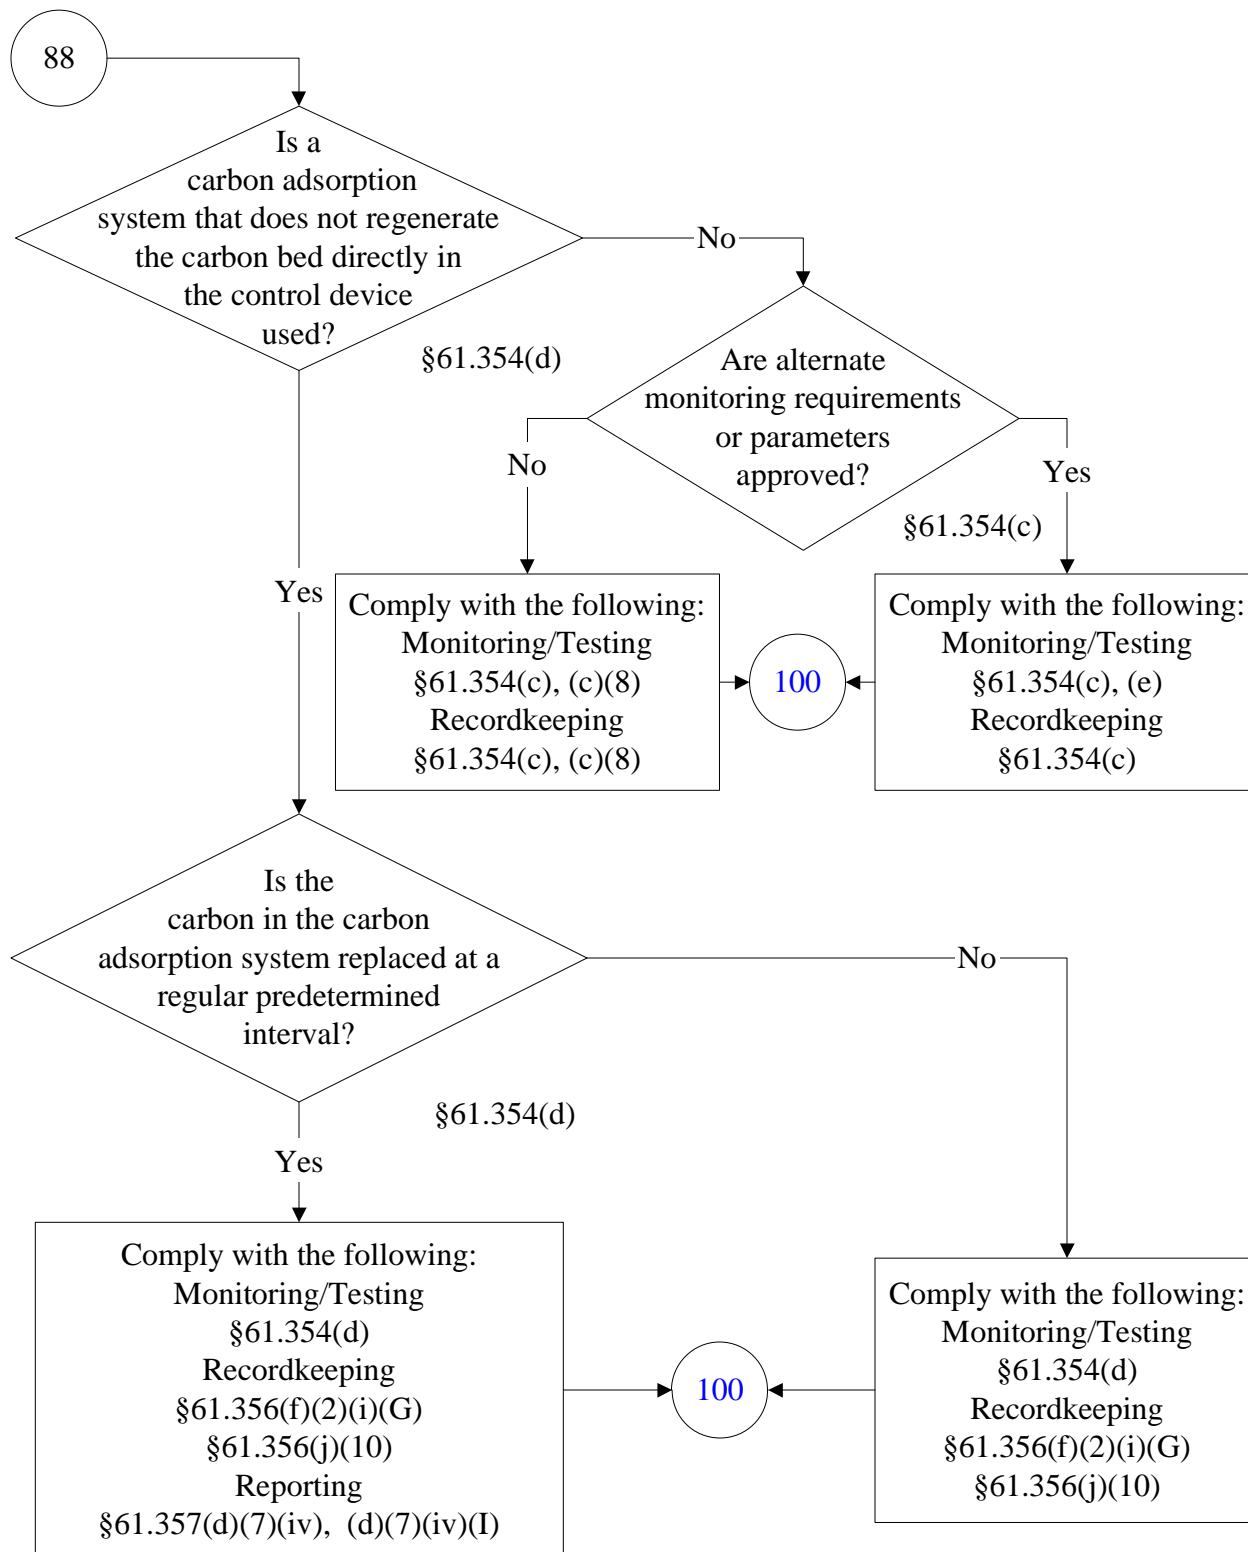 88
Is a
carbon adsorption
system that does not regenerate
the carbon bed directly in
the control device
used?
No
§61.354(d)
Are alternate
monitoring requirements
or parameters
approved?
No
Yes
§61.354(c)
Yes
Comply with the following:
Monitoring/Testing
§61.354(c), (c)(8)
Recordkeeping
§61.354(c), (c)(8)
100
Comply with the following:
Monitoring/Testing
§61.354(c), (e)
Recordkeeping
§61.354(c)
Is the
carbon in the carbon
adsorption system replaced at a
regular predetermined
interval?
No
§61.354(d)
Yes
Comply with the following:
Monitoring/Testing
§61.354(d)
Recordkeeping
§61.356(f)(2)(i)(G)
§61.356(j)(10)
Reporting
§61.357(d)(7)(iv),  (d)(7)(iv)(I)
100
Comply with the following:
Monitoring/Testing
§61.354(d)
Recordkeeping
§61.356(f)(2)(i)(G)
§61.356(j)(10)